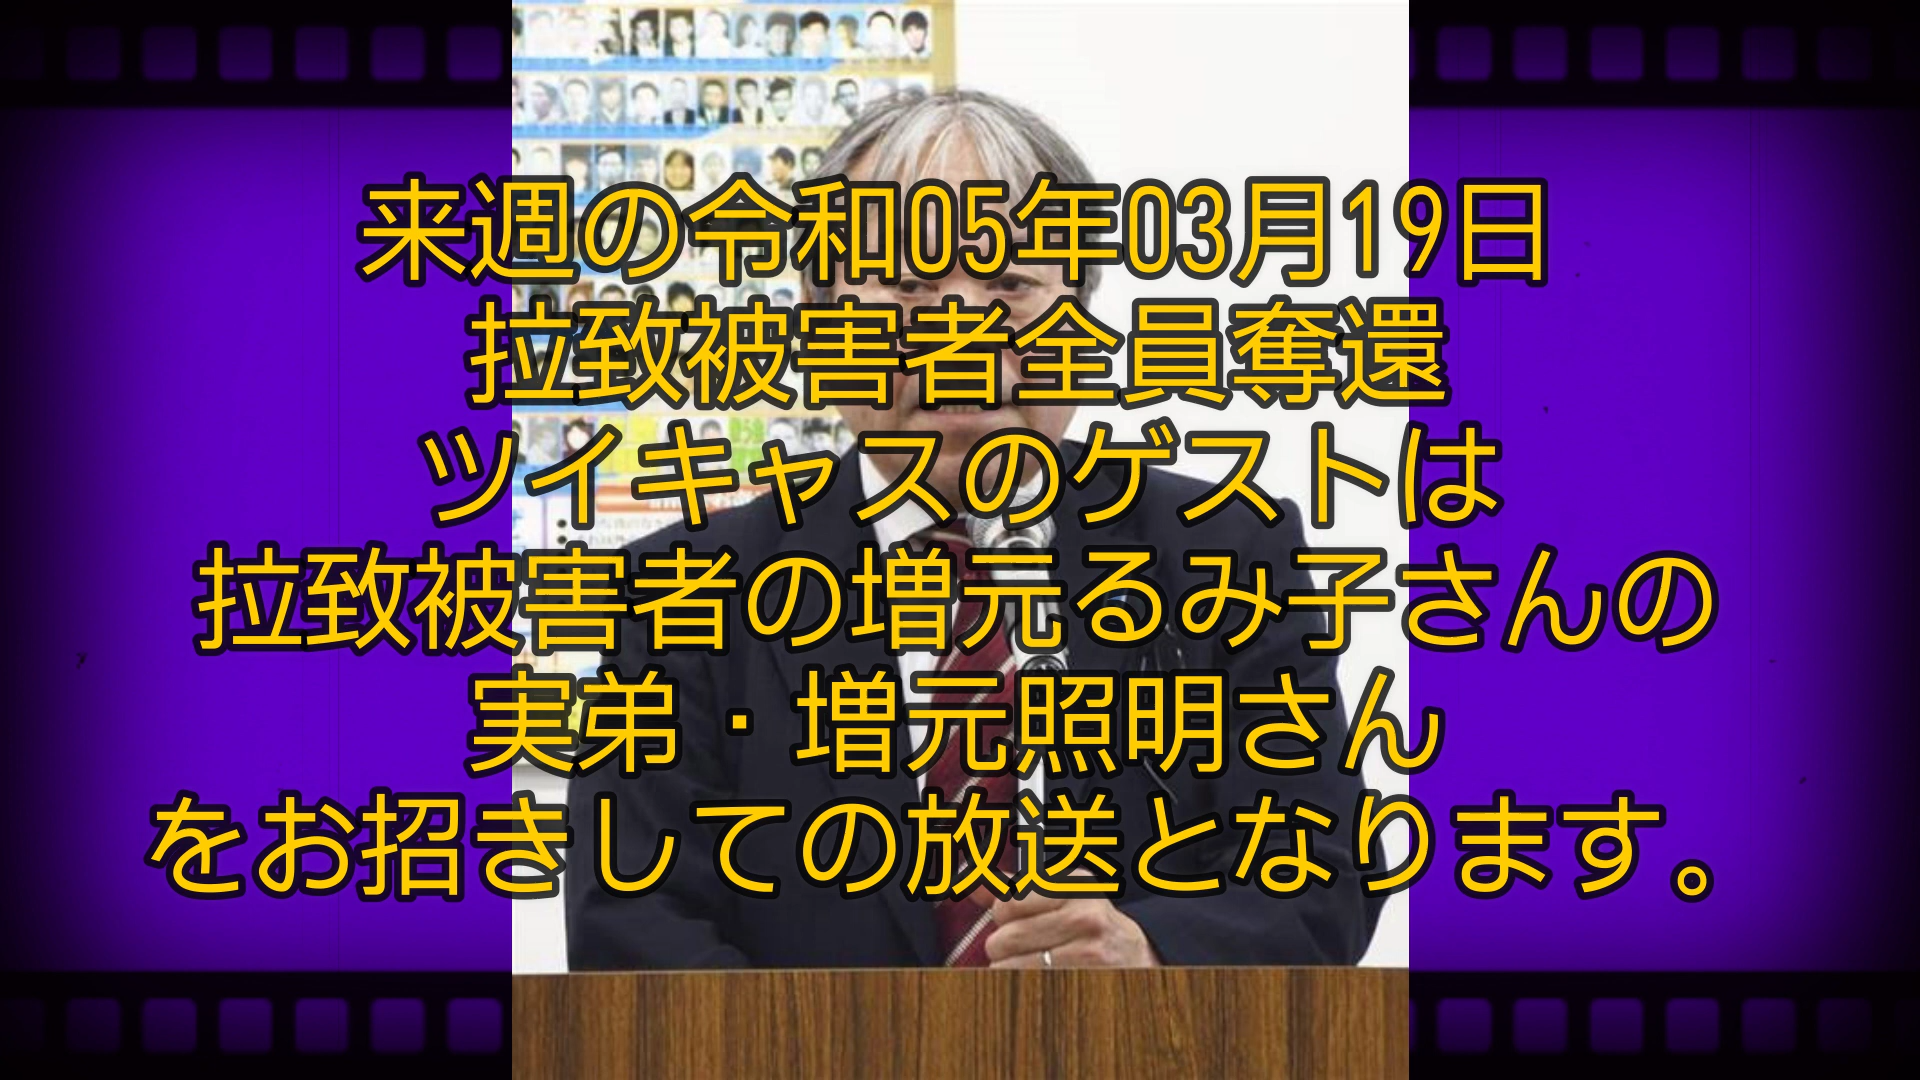 来週の令和05年03月19日
拉致被害者全員奪還
ツイキャスのゲストは
拉致被害者の増元るみ子さんの
実弟・増元照明さん
をお招きしての放送となります。